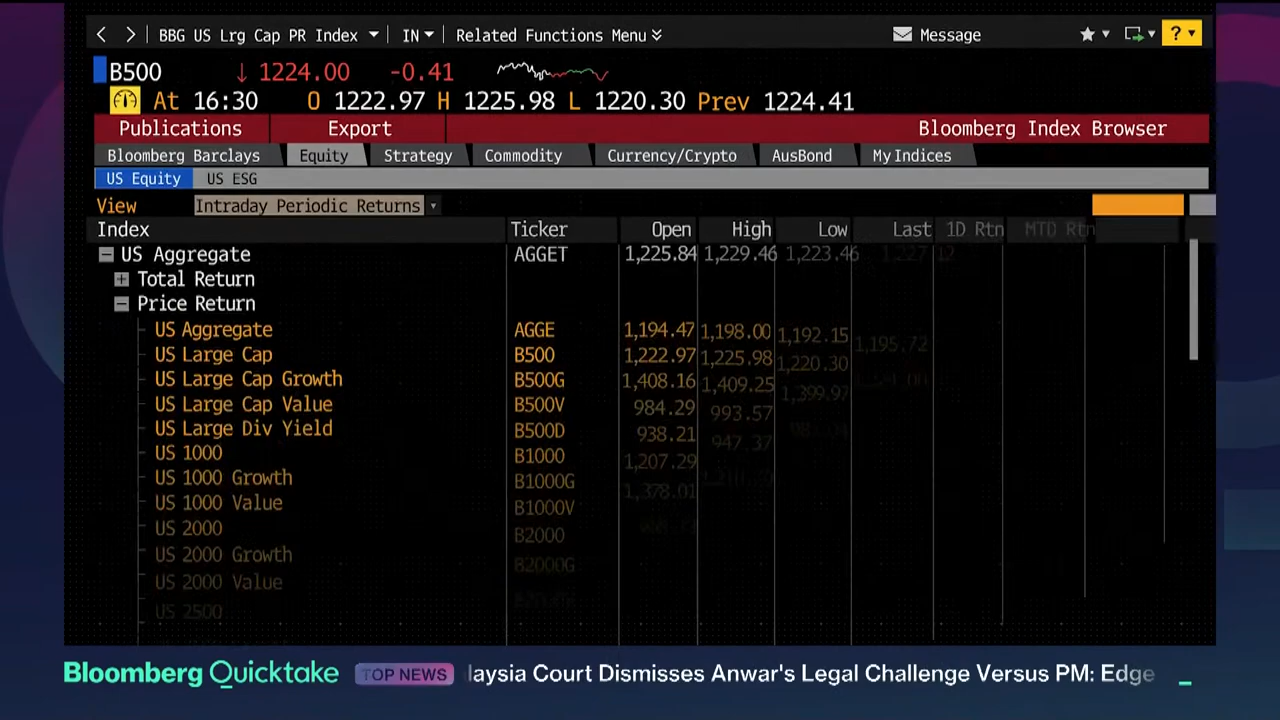 BBG US Lrg Cap PR Index IN Related Functions Menu Message ?
B500 ↓ 1224.00 -0.41
At 16:30 O 1222.97 H 1225.98 L 1220.30 Prev 1224.41
Publications Export Bloomberg Index Browser
Bloomberg Barclays Equity Strategy Commodity Currency/Crypto AusBond My Indices
US Equity US ESG
View Intraday Periodic Returns
Index Ticker Open High Low Last 1D Rtn MTD Rtn
US Aggregate AGGET 1,225.84 1,229.46 1,223.46
Total Return
Price Return
US Aggregate AGGE 1,194.47 1,198.00 1,192.15 1,195.72
US Large Cap B500 1,222.97 1,225.98 1,220.30
US Large Cap Growth B500G 1,408.16 1,409.25 1,399.97
US Large Cap Value B500V 984.29 993.57
US Large Div Yield B500D 938.21 947.37
US 1000 B1000 1,207.29
US 1000 Growth B1000G 1,378.01
US 1000 Value B1000V
US 2000 B2000
US 2000 Growth B2000G
US 2000 Value
US 2500
Bloomberg Quicktake TOP NEWS laysia Court Dismisses Anwar's Legal Challenge Versus PM: Edge